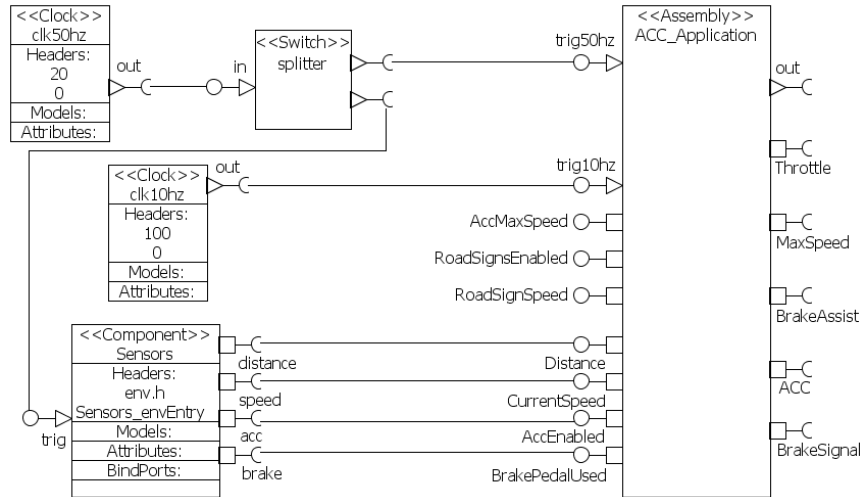 <<Clock>>
clk50hz
Headers:
20
0
Models:
Attributes:
out
in
<<Switch>>
splitter
trig50hz
<<Assembly>>
ACC_Application
out
Throttle
MaxSpeed
BrakeAssist
ACC
BrakeSignal
<<Clock>>
clk10hz
Headers:
100
0
Models:
Attributes:
out
trig10hz
AccMaxSpeed
RoadSignsEnabled
RoadSignSpeed
<<Component>>
Sensors
Headers:
env.h
Sensors_envEntry
Models:
Attributes:
BindPorts:
trig
distance
speed
acc
brake
Distance
CurrentSpeed
AccEnabled
BrakePedalUsed